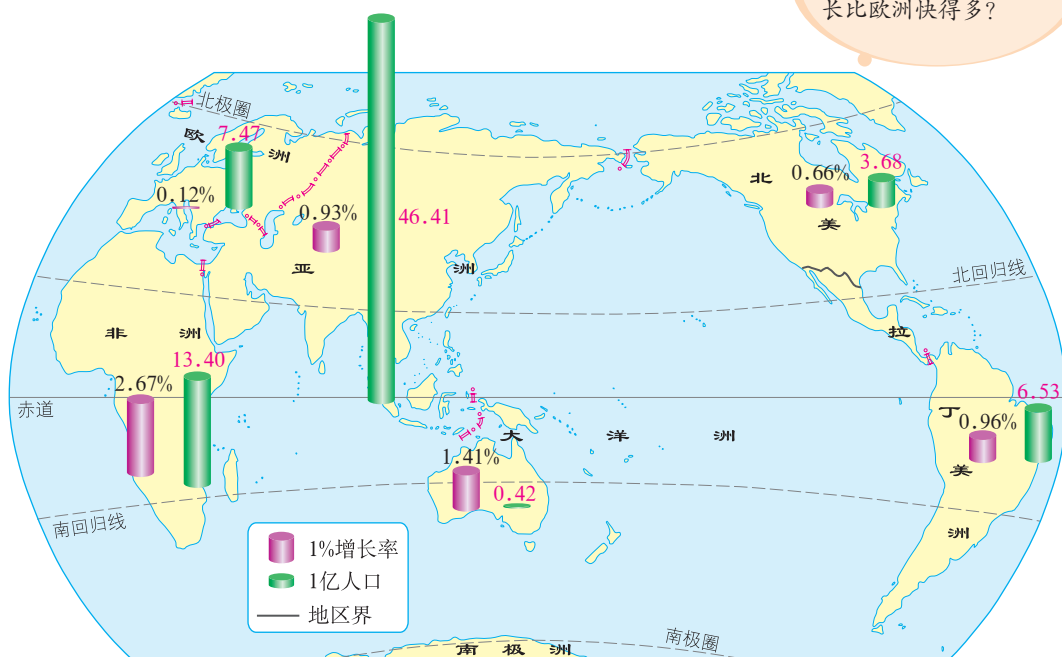 长比欧洲快得多?
北极圈
欧洲
7.47
0.12%
0.93%
46.41
亚洲
0.66%
3.68
北美
北回归线
非洲
13.40
2.67%
赤道
大洋洲
1.41%
0.42
拉丁美洲
6.53
0.96%
南回归线
1%增长率
1亿人口
地区界
南极圈
南极洲